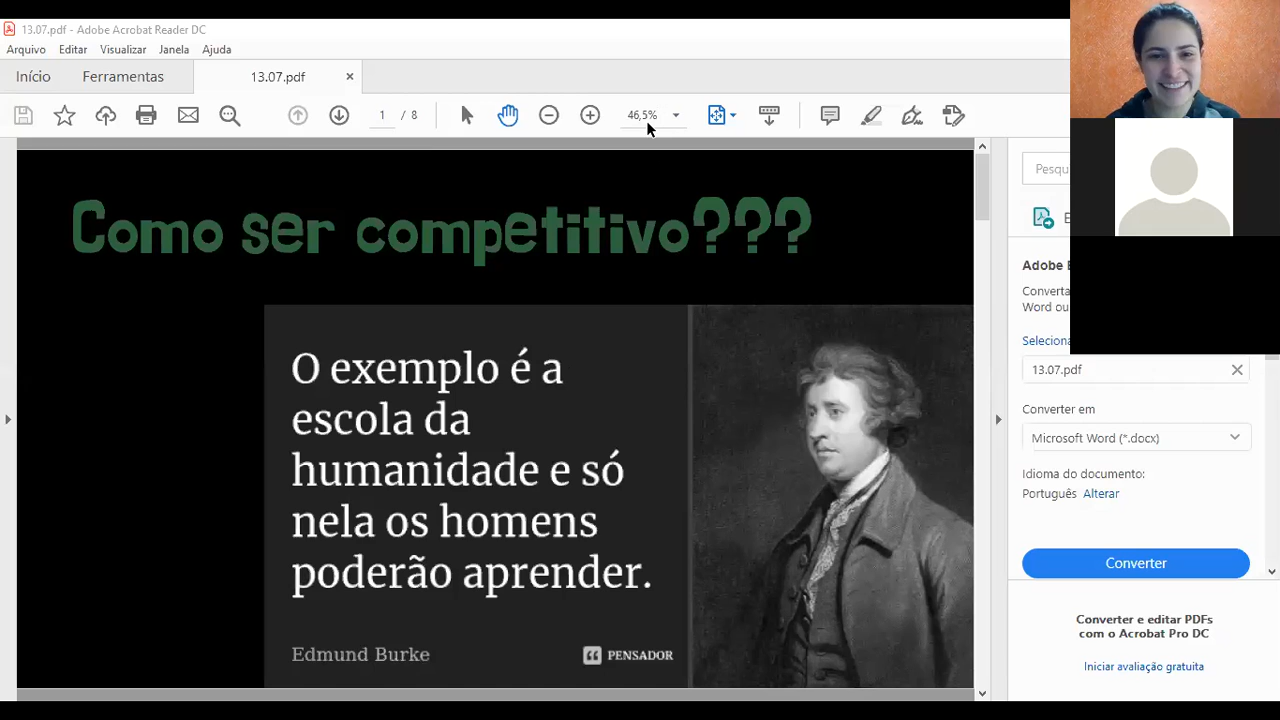 13.07.pdf - Adobe Acrobat Reader DC
Arquivo Editar Visualizar Janela Ajuda
Início Ferramentas 13.07.pdf
1 / 8 46,5%
Como ser competitivo???
O exemplo é a
escola da
humanidade e só
nela os homens
poderão aprender.
Edmund Burke
PENSADOR
Pesqu
E
Adobe E
Converta
Word ou
Seleciona
13.07.pdf
Converter em
Microsoft Word (*.docx)
Idioma do documento:
Português Alterar
Converter
Converter e editar PDFs
com o Acrobat Pro DC
Iniciar avaliação gratuita